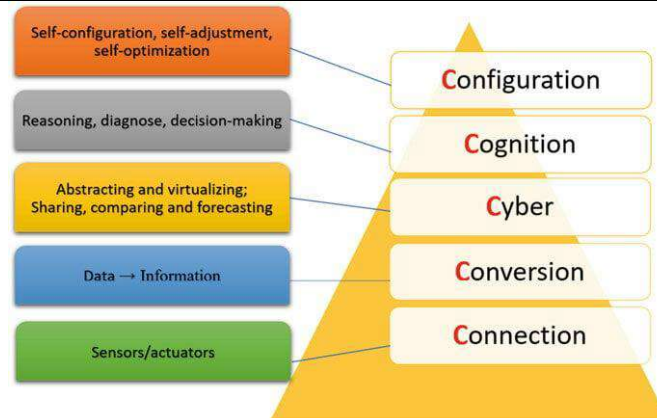 Self-configuration, self-adjustment,
self-optimization
Configuration
Reasoning, diagnose, decision-making
Cognition
Abstracting and virtualizing;
Sharing, comparing and forecasting
Cyber
Data → Information
Conversion
Sensors/actuators
Connection